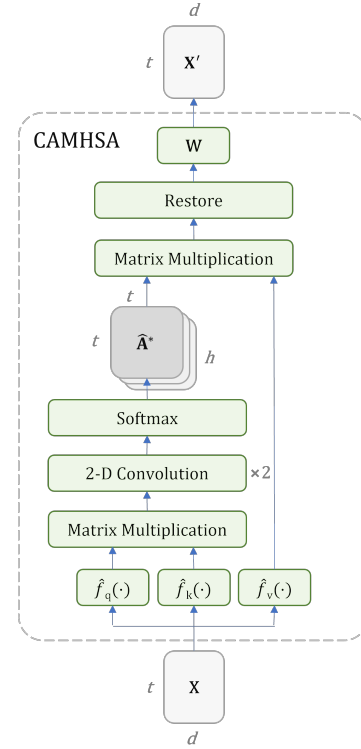 d
t
X′
CAMHSA
W
Restore
Matrix Multiplication
t
t
Â*
h
Softmax
2-D Convolution
×2
Matrix Multiplication
f̂q(·)
f̂k(·)
f̂v(·)
t
X
d